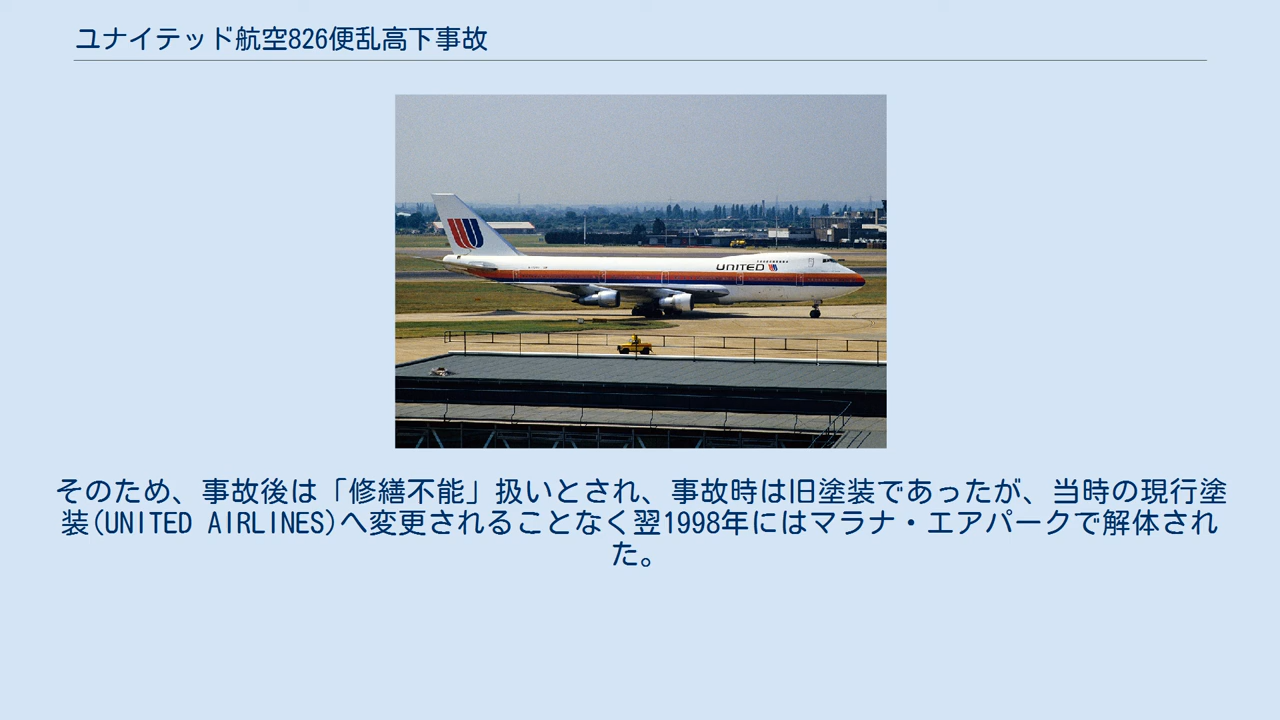 ユナイテッド航空826便乱高下事故
UNITED
そのため、事故後は「修繕不能」扱いとされ、事故時は旧塗装であったが、当時の現行塗
装(UNITED AIRLINES)へ変更されることなく翌1998年にはマラナ・エアパークで解体され
た。